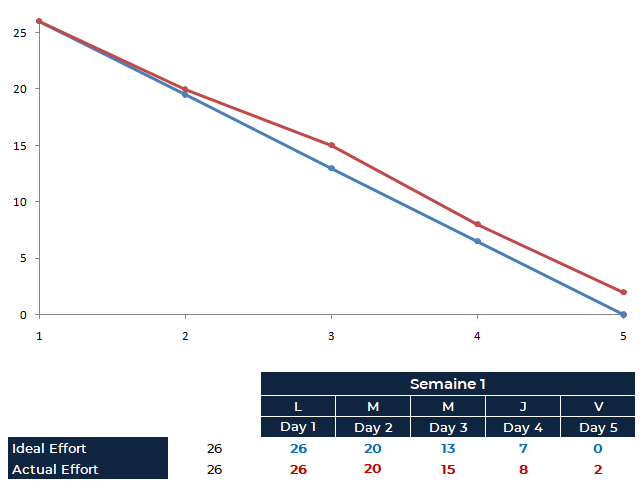 25
20
15
10
5
0
1 2 3 4 5
Semaine 1
L M M J V
Day 1 Day 2 Day 3 Day 4 Day 5
Ideal Effort 26 26 20 13 7 0
Actual Effort 26 26 20 15 8 2